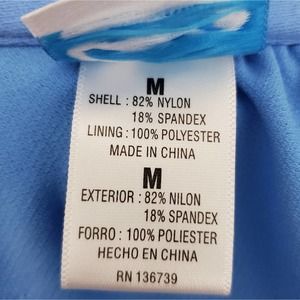 M
SHELL : 82% NYLON
18% SPANDEX
LINING : 100% POLYESTER
MADE IN CHINA
M
EXTERIOR : 82% NILON
18% SPANDEX
FORRO : 100% POLIESTER
HECHO EN CHINA
RN 136739